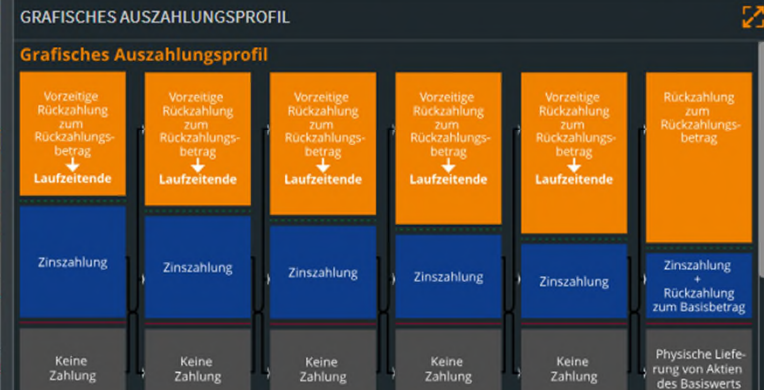 GRAFISCHES AUSZAHLUNGSPROFIL
Grafisches Auszahlungsprofil
Vorzeitige
Rückzahlung
zum
Rückzahlungs-
betrag
Laufzeitende
Zinszahlung
Keine
Zahlung
Vorzeitige
Rückzahlung
zum
Rückzahlungs-
betrag
Laufzeitende
Zinszahlung
Keine
Zahlung
Vorzeitige
Rückzahlung
zum
Rückzahlungs-
betrag
Laufzeitende
Zinszahlung
Keine
Zahlung
Vorzeitige
Rückzahlung
zum
Rückzahlungs-
betrag
Laufzeitende
Zinszahlung
Keine
Zahlung
Vorzeitige
Rückzahlung
zum
Rückzahlungs-
betrag
Laufzeitende
Zinszahlung
Keine
Zahlung
Rückzahlung
zum
Rückzahlungs-
betrag
Zinszahlung
+
Rückzahlung
zum Basisbetrag
Physische Liefe-
rung von Aktien
des Basiswerts